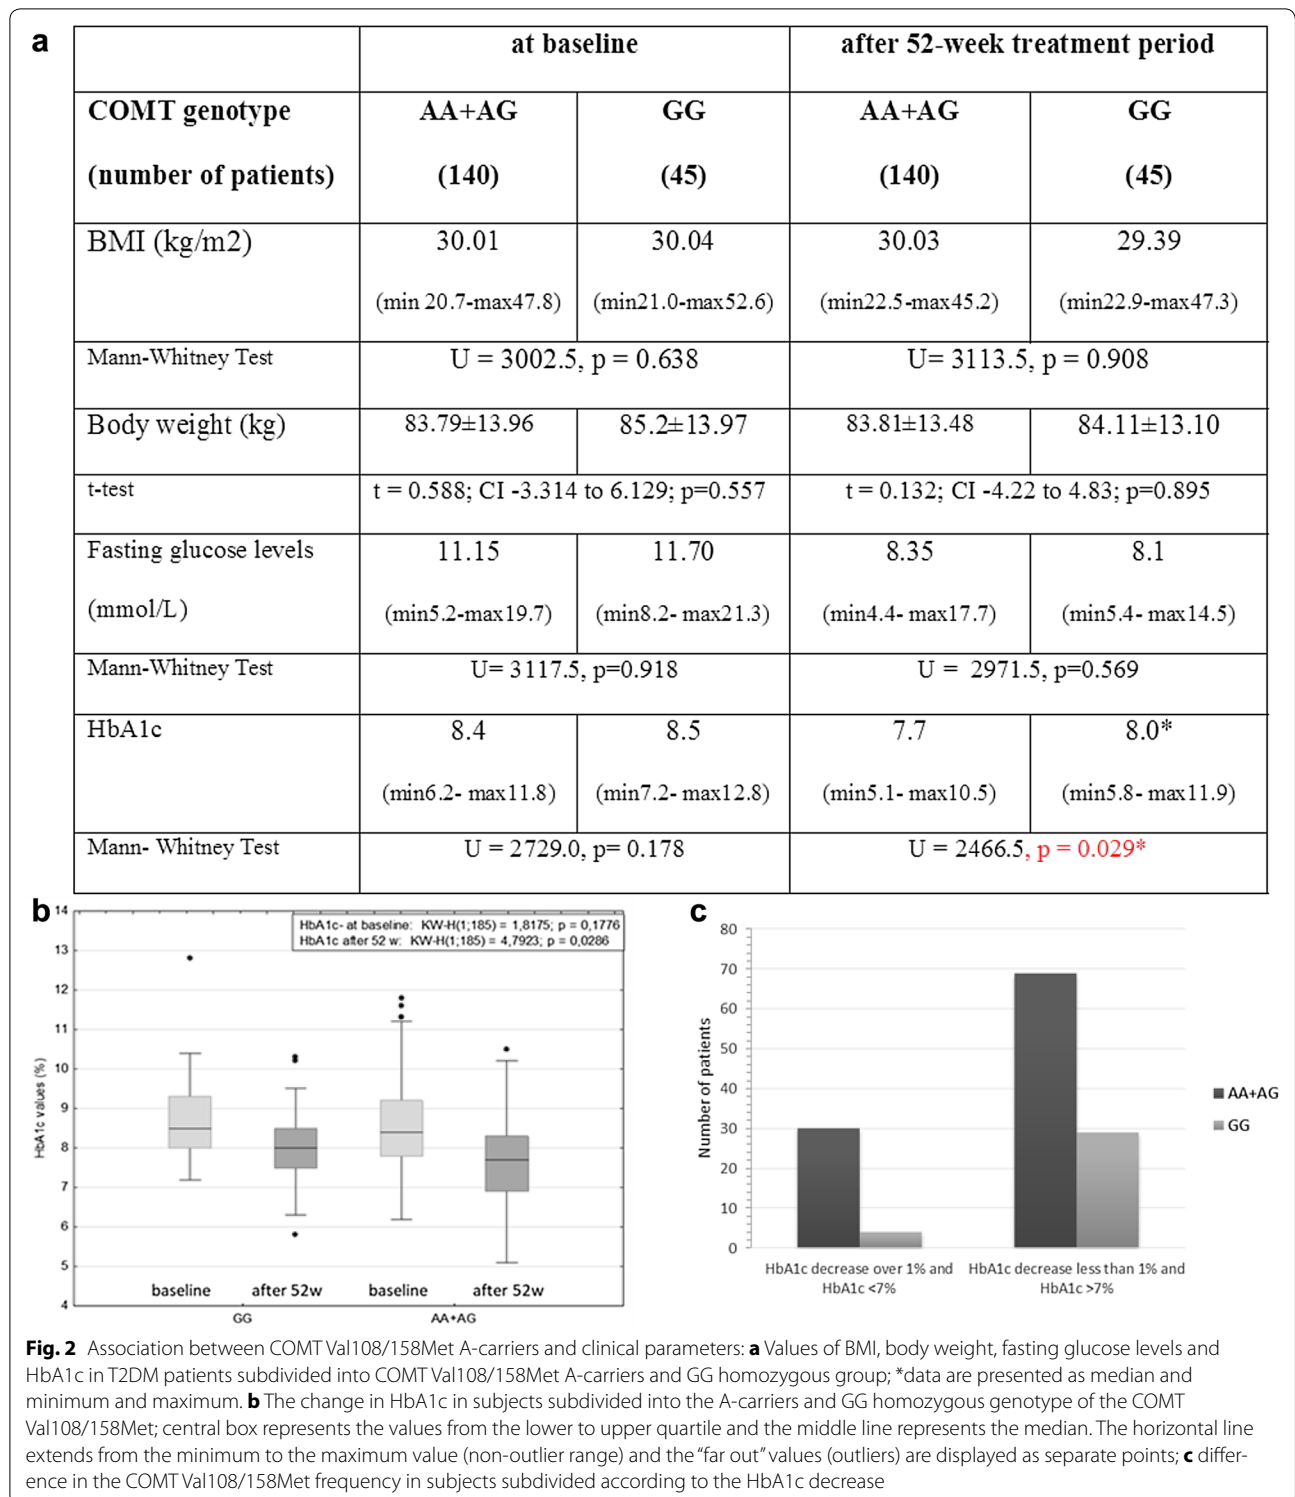 a
at baseline after 52-week treatment period
COMT genotype AA+AG GG AA+AG GG
(number of patients) (140) (45) (140) (45)
BMI (kg/m2) 30.01 30.04 30.03 29.39
(min 20.7-max47.8) (min21.0-max52.6) (min22.5-max45.2) (min22.9-max47.3)
Mann-Whitney Test U = 3002.5, p = 0.638 U= 3113.5, p = 0.908
Body weight (kg) 83.79±13.96 85.2±13.97 83.81±13.48 84.11±13.10
t-test t = 0.588; CI -3.314 to 6.129; p=0.557 t = 0.132; CI -4.22 to 4.83; p=0.895
Fasting glucose levels 11.15 11.70 8.35 8.1
(mmol/L) (min5.2-max19.7) (min8.2- max21.3) (min4.4- max17.7) (min5.4- max14.5)
Mann-Whitney Test U= 3117.5, p=0.918 U = 2971.5, p=0.569
HbA1c 8.4 8.5 7.7 8.0*
(min6.2- max11.8) (min7.2- max12.8) (min5.1- max10.5) (min5.8- max11.9)
Mann- Whitney Test U = 2729.0, p= 0.178 U = 2466.5, p = 0.029*
b
HbA1c- at baseline: KW-H(1;185) = 1,8175; p = 0,1776
HbA1c after 52 w: KW-H(1;185) = 4,7923; p = 0,0286
HbA1c values (%)
14
13
12
11
10
9
8
7
6
5
4
baseline after 52w baseline after 52w
GG AA+AG
c
Number of patients
80
70
60
50
40
30
20
10
0
HbA1c decrease over 1% and HbA1c decrease less than 1% and
HbA1c <7% HbA1c >7%
AA+AG
GG
Fig. 2 Association between COMT Val108/158Met A-carriers and clinical parameters: a Values of BMI, body weight, fasting glucose levels and
HbA1c in T2DM patients subdivided into COMT Val108/158Met A-carriers and GG homozygous group; *data are presented as median and
minimum and maximum. b The change in HbA1c in subjects subdivided into the A-carriers and GG homozygous genotype of the COMT
Val108/158Met; central box represents the values from the lower to upper quartile and the middle line represents the median. The horizontal line
extends from the minimum to the maximum value (non-outlier range) and the “far out” values (outliers) are displayed as separate points; c differ-
ence in the COMT Val108/158Met frequency in subjects subdivided according to the HbA1c decrease